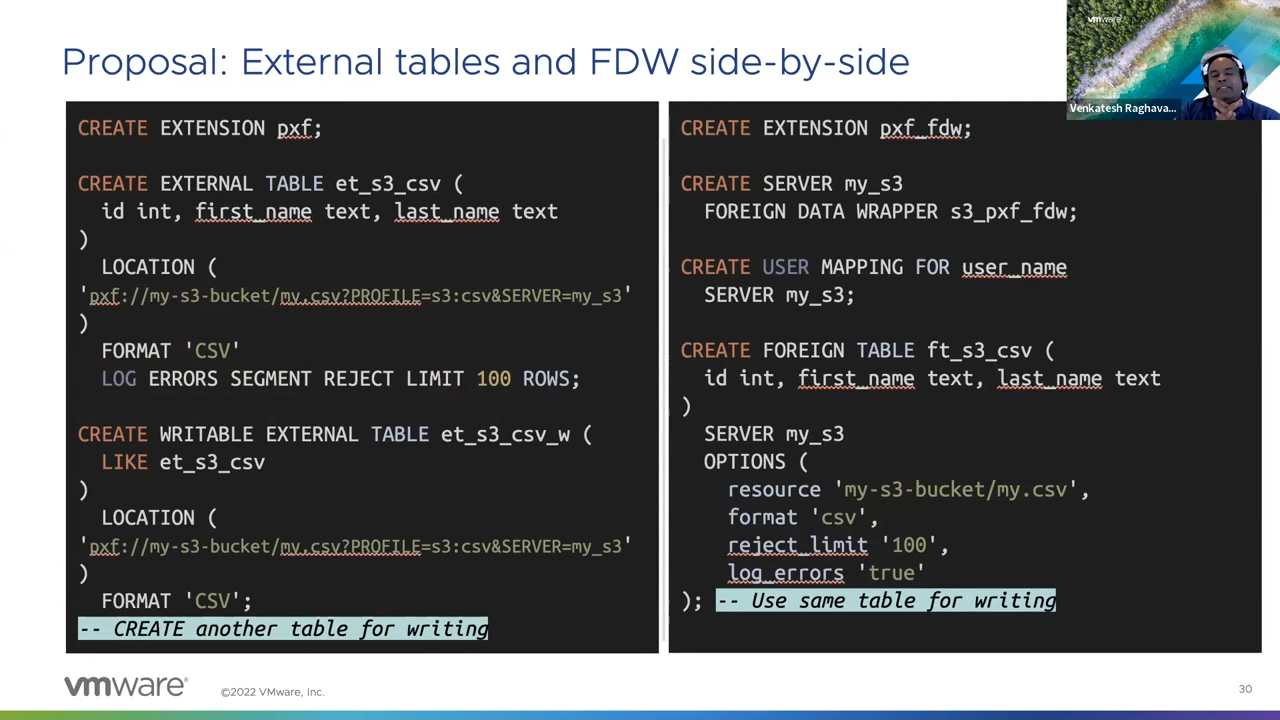 Proposal: External tables and FDW side-by-side
vmware
Venkatesh Raghava...
CREATE EXTENSION pxf;
CREATE EXTERNAL TABLE et_s3_csv (
id int, first_name text, last_name text
)
LOCATION (
'pxf://my-s3-bucket/my.csv?PROFILE=s3:csv&SERVER=my_s3'
)
FORMAT 'CSV'
LOG ERRORS SEGMENT REJECT LIMIT 100 ROWS;
CREATE WRITABLE EXTERNAL TABLE et_s3_csv_w (
LIKE et_s3_csv
)
LOCATION (
'pxf://my-s3-bucket/my.csv?PROFILE=s3:csv&SERVER=my_s3'
)
FORMAT 'CSV';
-- CREATE another table for writing
CREATE EXTENSION pxf_fdw;
CREATE SERVER my_s3
FOREIGN DATA WRAPPER s3_pxf_fdw;
CREATE USER MAPPING FOR user_name
SERVER my_s3;
CREATE FOREIGN TABLE ft_s3_csv (
id int, first_name text, last_name text
)
SERVER my_s3
OPTIONS (
resource 'my-s3-bucket/my.csv',
format 'csv',
reject_limit '100',
log_errors 'true'
); -- Use same table for writing
vmware®
©2022 VMware, Inc.
30